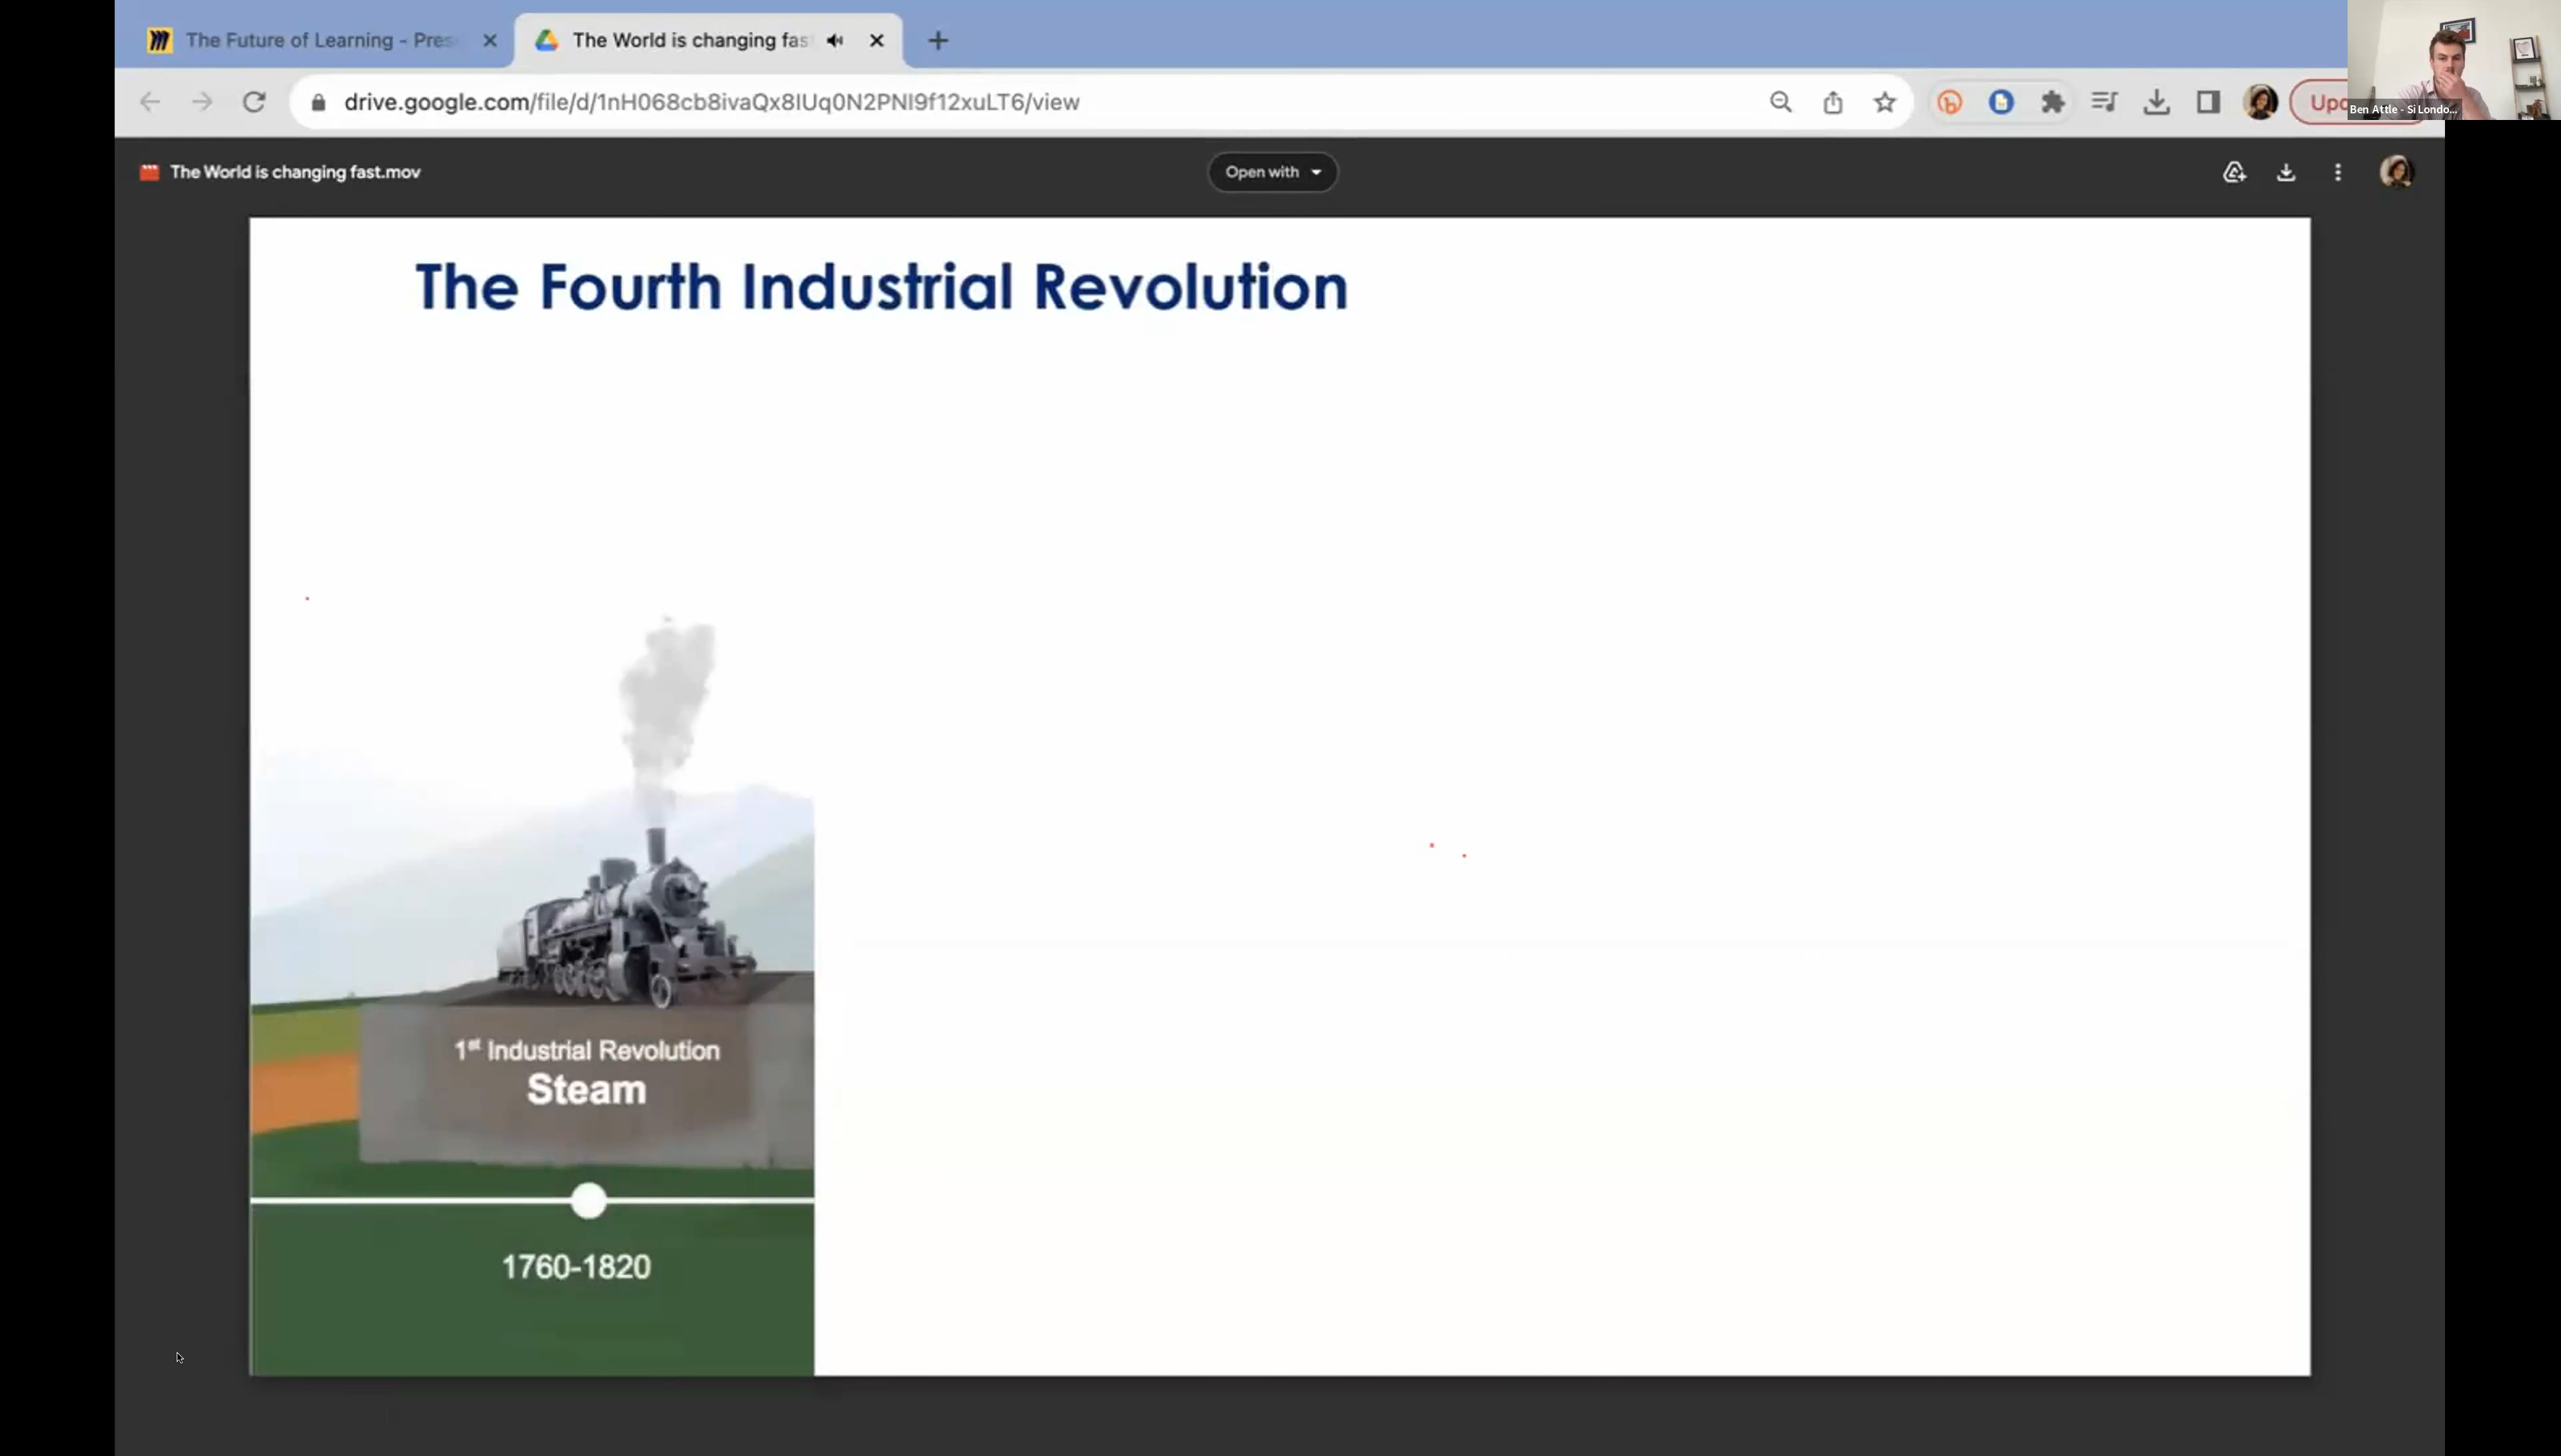 The Future of Learning - Pres
The World is changing fas
drive.google.com/file/d/1nH068cb8ivaQx8IUq0N2PNI9f12xuLT6/view
Ben Attle - Si Londo...
The World is changing fast.mov
Open with
The Fourth Industrial Revolution
1st Industrial Revolution
Steam
1760-1820